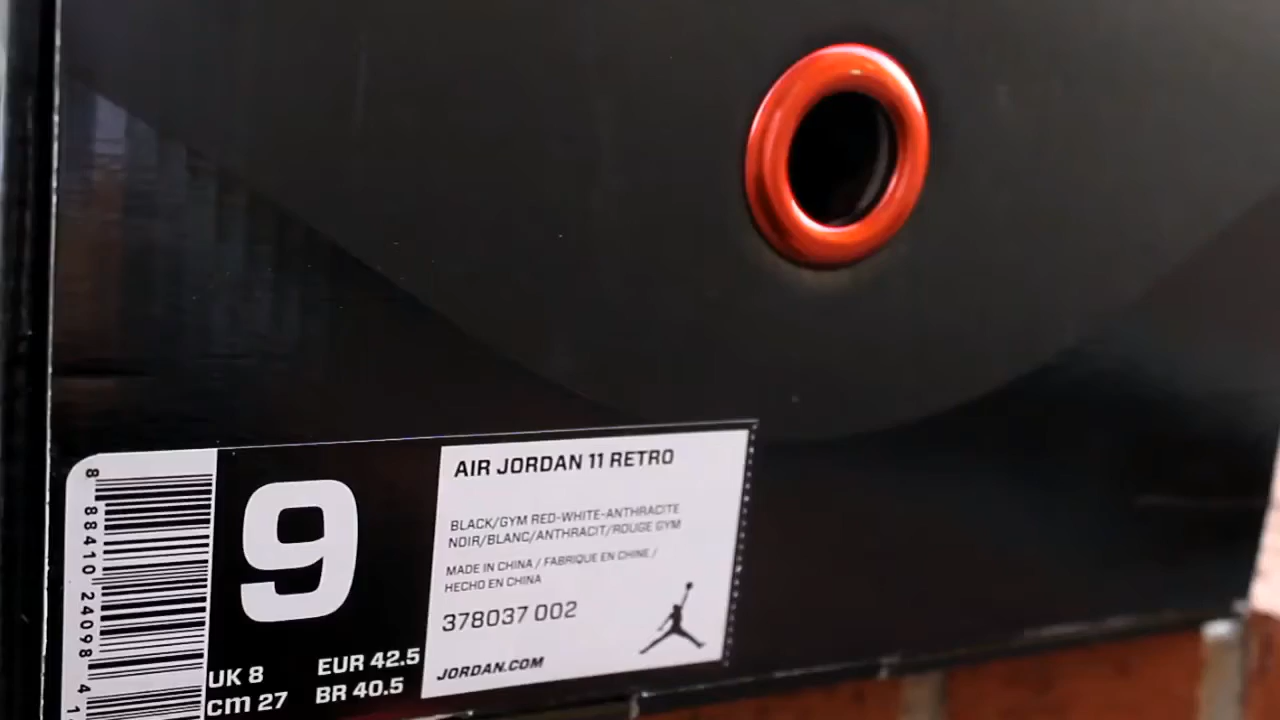 8 88410 24098 4
9
UK 8 EUR 42.5
cm 27 BR 40.5
AIR JORDAN 11 RETRO
BLACK/GYM RED-WHITE-ANTHRACITE
NOIR/BLANC/ANTHRACIT/ROUGE GYM
MADE IN CHINA / FABRIQUE EN CHINE /
HECHO EN CHINA
378037 002
JORDAN.COM